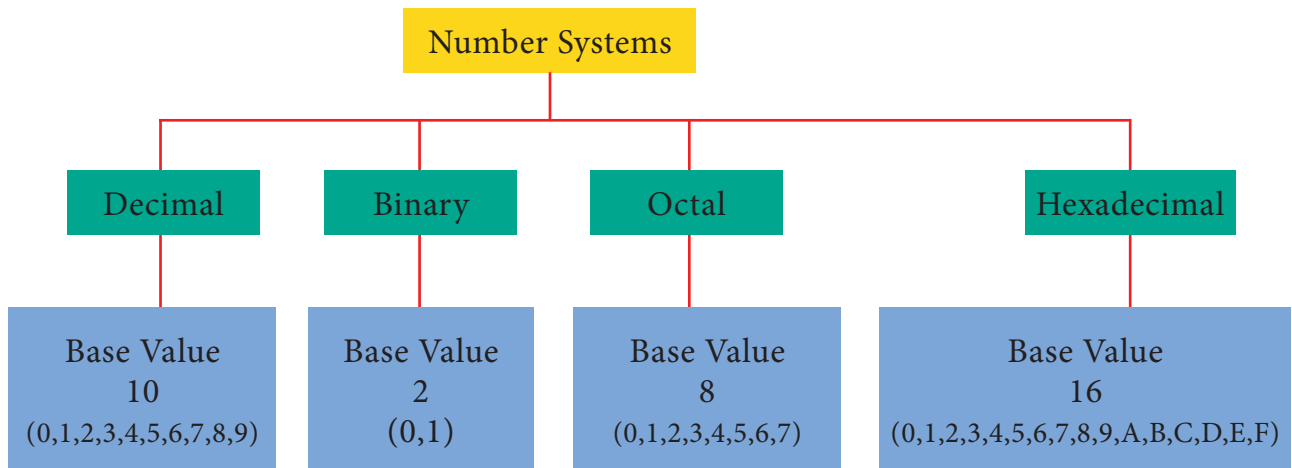 Number Systems
Decimal
Binary
Octal
Hexadecimal
Base Value
10
(0,1,2,3,4,5,6,7,8,9)
Base Value
2
(0,1)
Base Value
8
(0,1,2,3,4,5,6,7)
Base Value
16
(0,1,2,3,4,5,6,7,8,9,A,B,C,D,E,F)